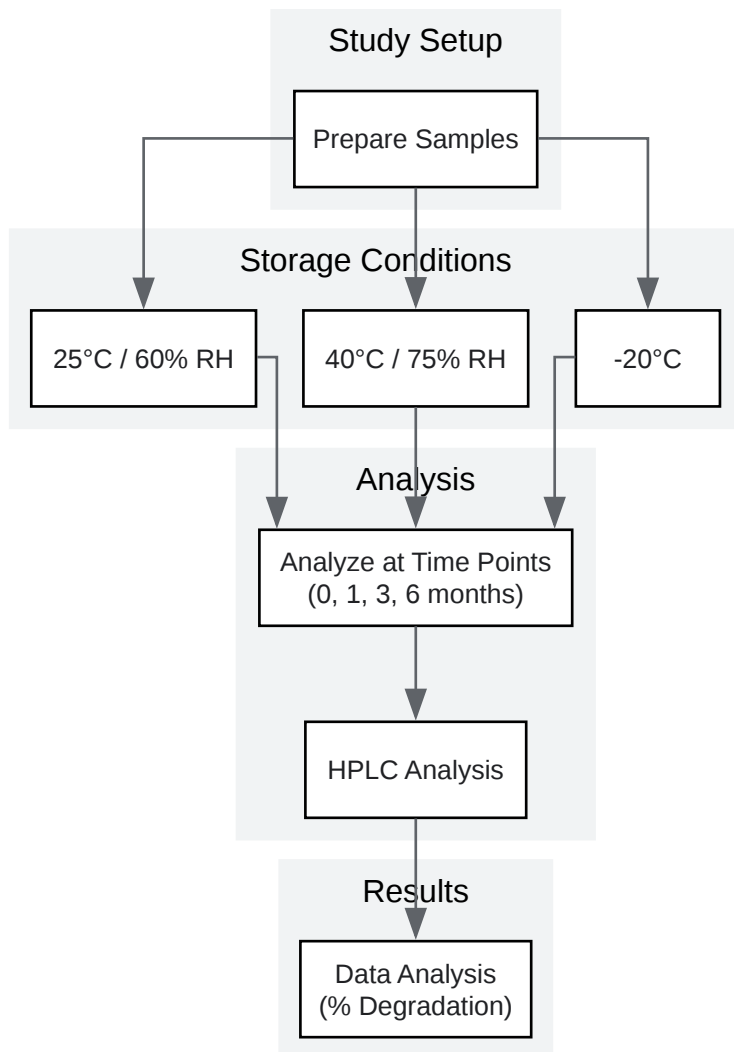 Study Setup
Prepare Samples
Storage Conditions
25°C / 60% RH
40°C / 75% RH
-20°C
Analysis
Analyze at Time Points
(0, 1, 3, 6 months)
HPLC Analysis
Results
Data Analysis
(% Degradation)